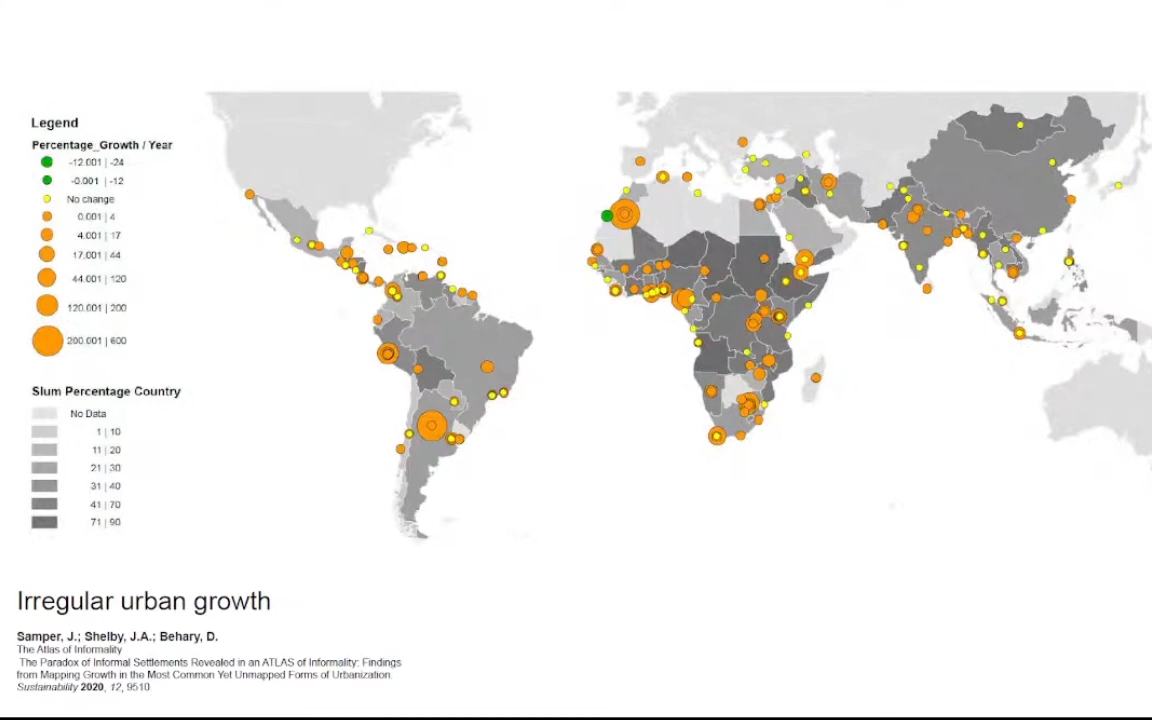 Legend
Percentage_Growth / Year
-12.001 | -24
-0.001 | -12
No change
0.001 | 4
4.001 | 17
17,001 | 44
44.001 | 120
120.001 | 200
200.001 | 600
Slum Percentage Country
No Data
1 | 10
11 | 20
21 | 30
31 | 40
41 | 70
71 | 90
Irregular urban growth
Samper, J.; Shelby, J.A.; Behary, D.
The Atlas of Informality
The Paradox of Informal Settlements Revealed in an ATLAS of Informality: Findings
from Mapping Growth in the Most Common Yet Unmapped Forms of Urbanization.
Sustainability 2020, 12, 9510